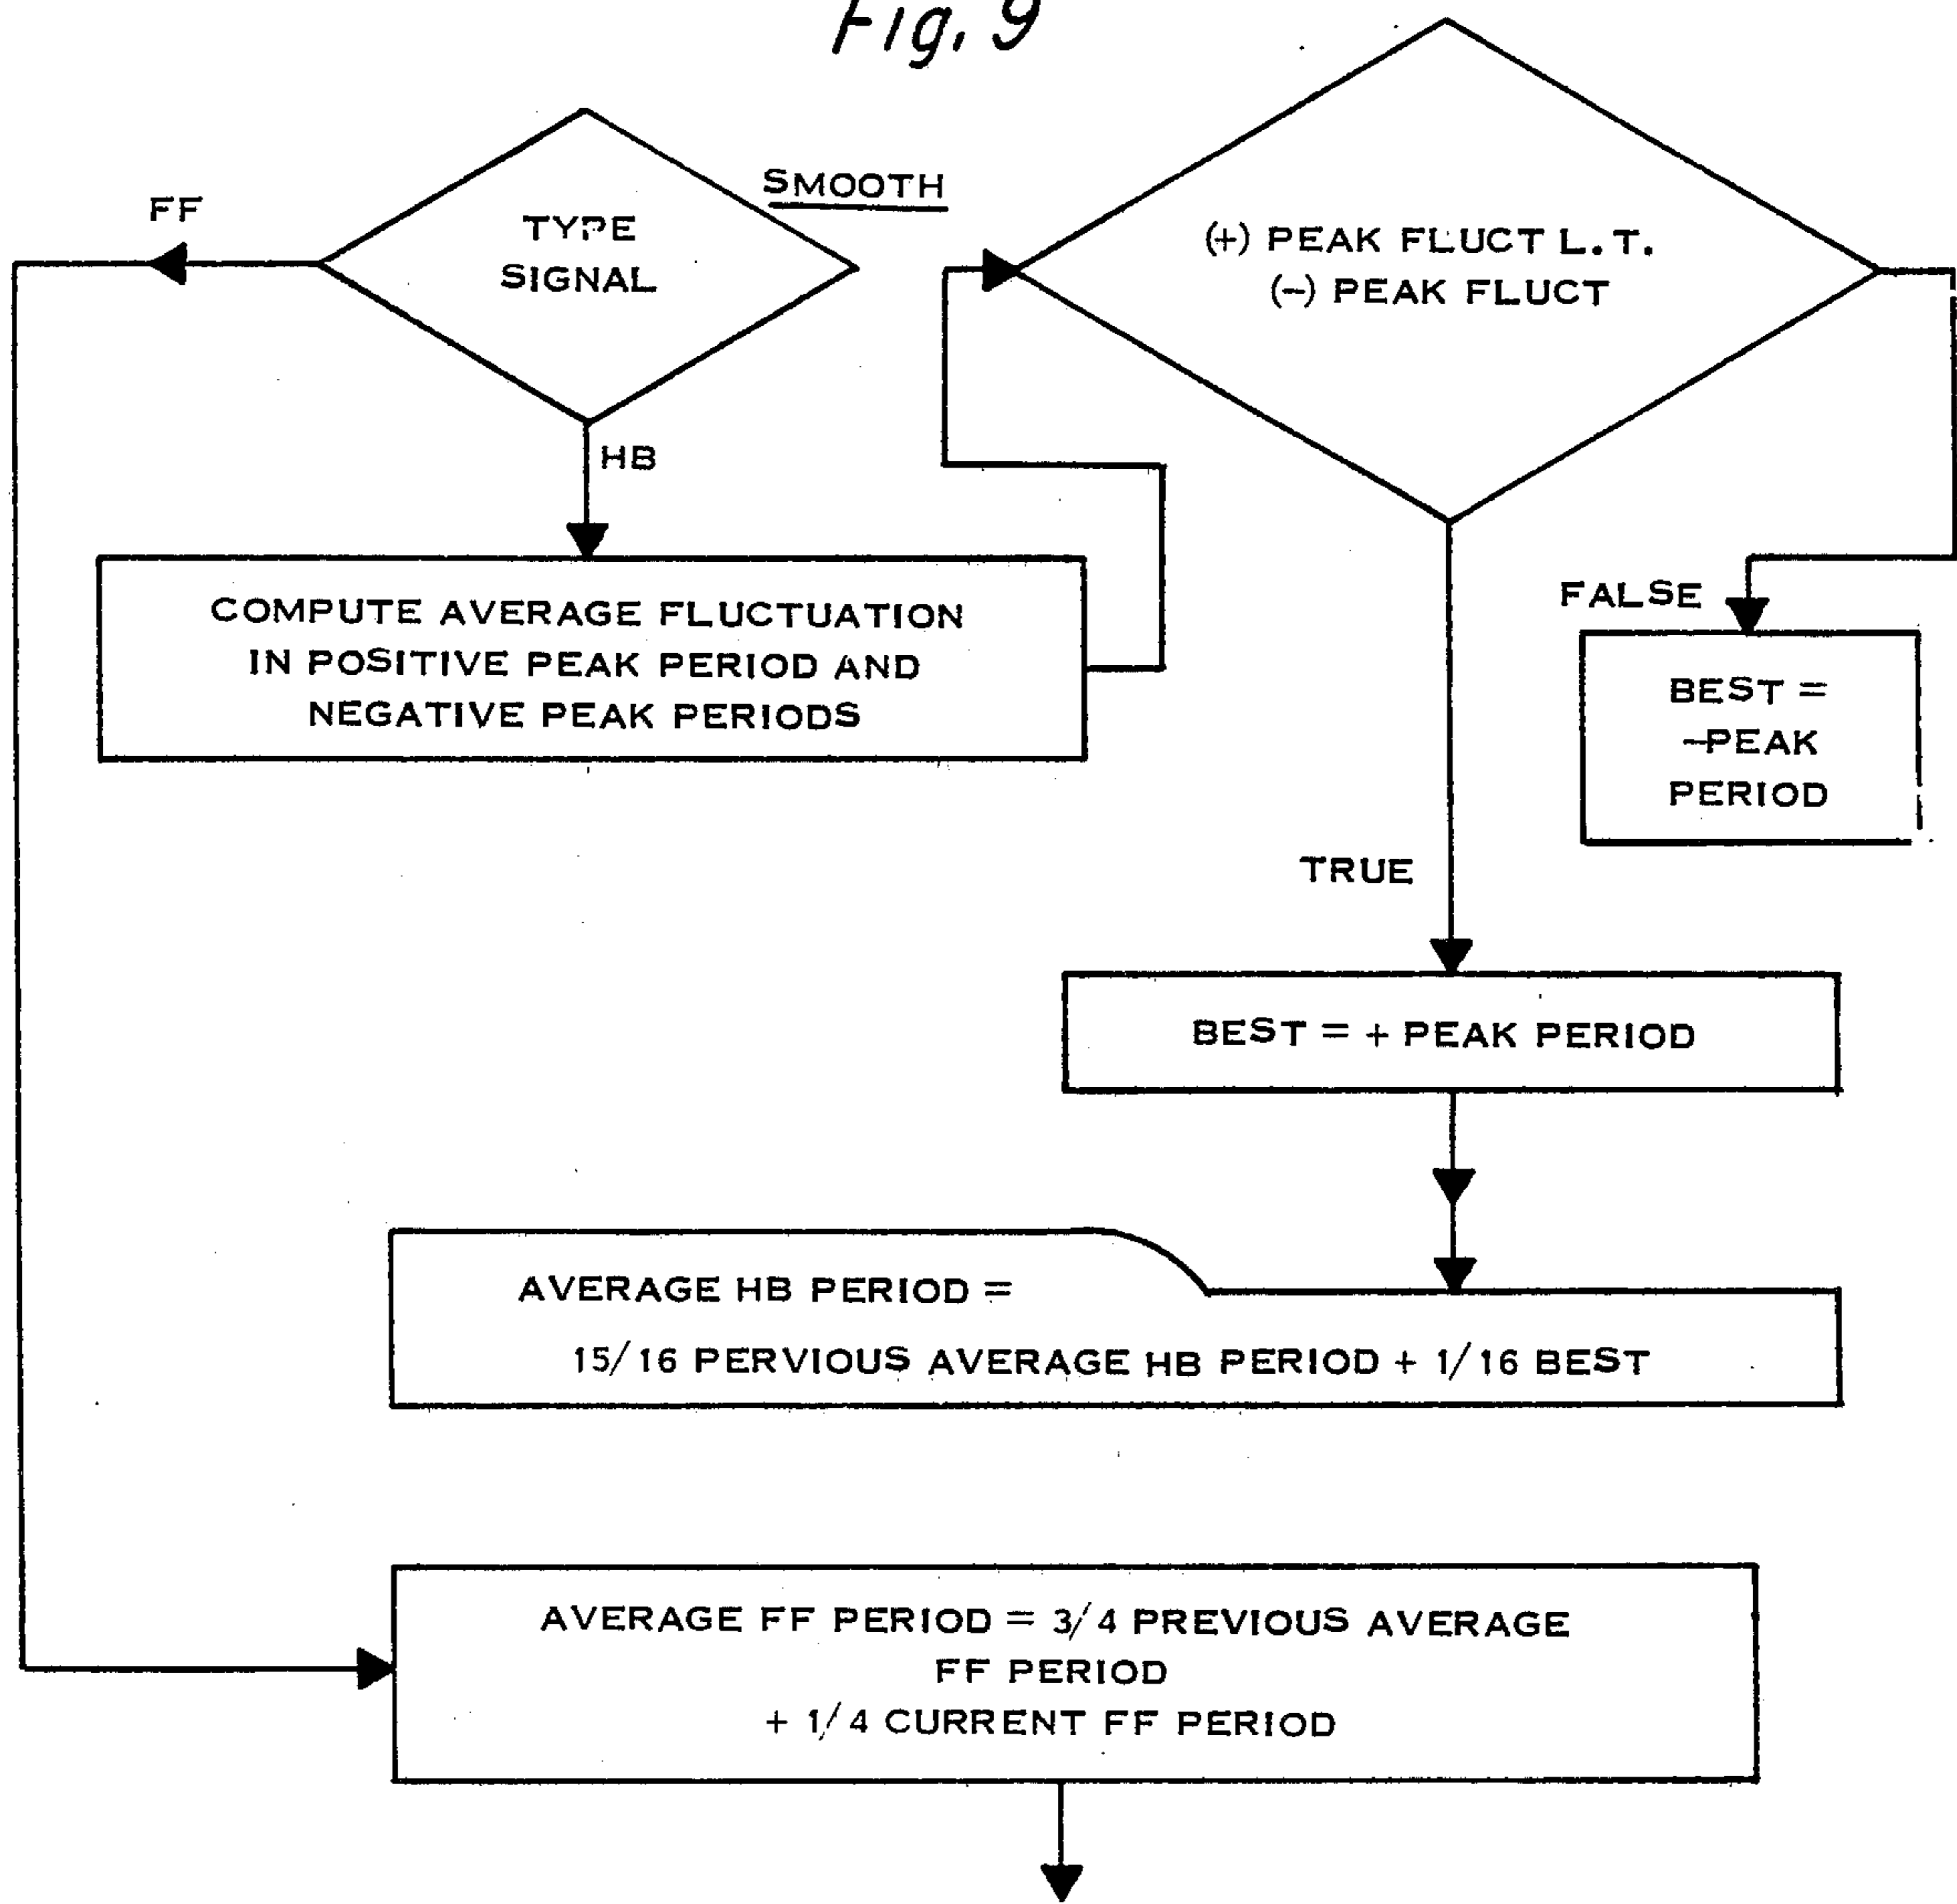 Fig. 9
SMOOTH
FF
TYPE
SIGNAL
HB
COMPUTE AVERAGE FLUCTUATION
IN POSITIVE PEAK PERIOD AND
NEGATIVE PEAK PERIODS
(+) PEAK FLUCT L.T.
(-) PEAK FLUCT
FALSE
BEST =
-PEAK
PERIOD
TRUE
BEST = + PEAK PERIOD
AVERAGE HB PERIOD =
15/16 PERVIOUS AVERAGE HB PERIOD + 1/16 BEST
AVERAGE FF PERIOD = 3/4 PREVIOUS AVERAGE
FF PERIOD
+ 1/4 CURRENT FF PERIOD